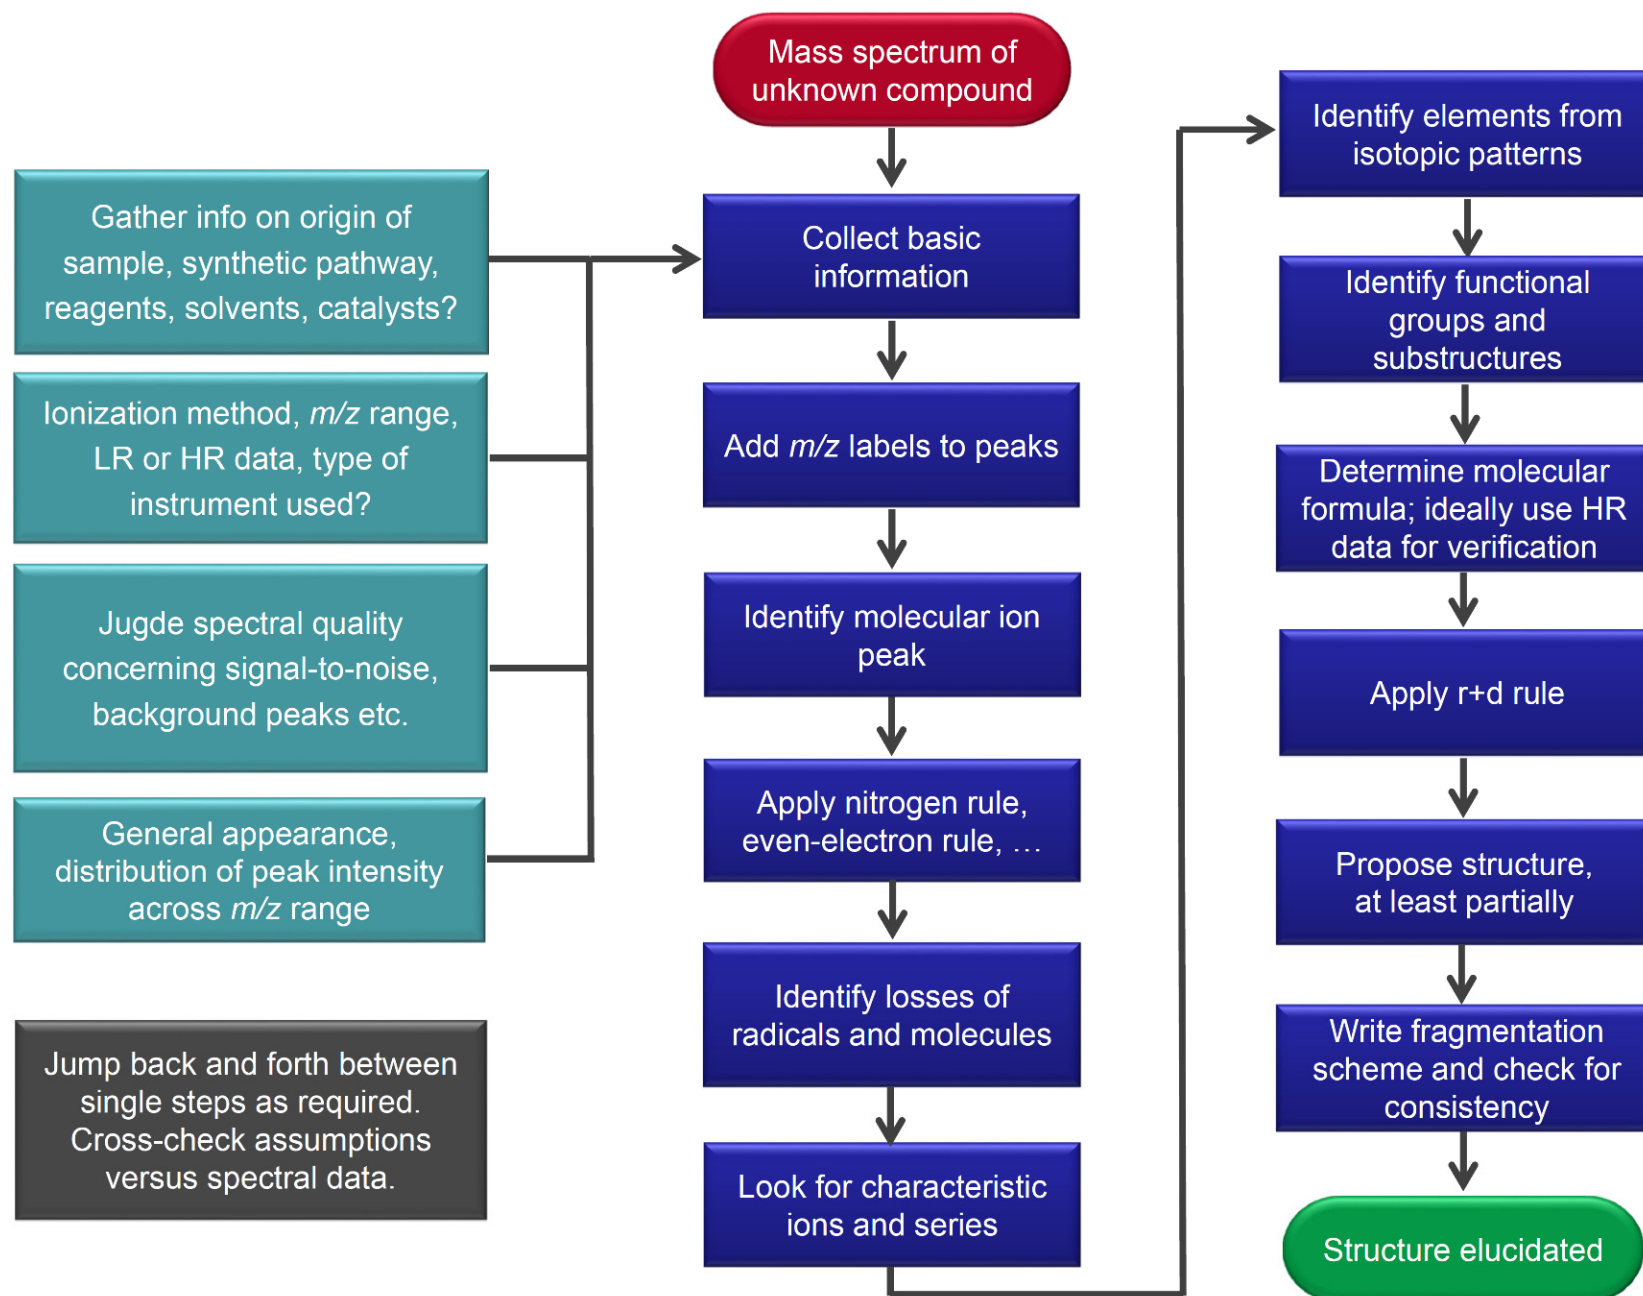 Mass spectrum of
unknown compound
Gather info on origin of
sample, synthetic pathway,
reagents, solvents, catalysts?
Ionization method, m/z range,
LR or HR data, type of
instrument used?
Jugde spectral quality
concerning signal-to-noise,
background peaks etc.
General appearance,
distribution of peak intensity
across m/z range
Jump back and forth between
single steps as required.
Cross-check assumptions
versus spectral data.
Collect basic
information
Add m/z labels to peaks
Identify molecular ion
peak
Apply nitrogen rule,
even-electron rule, …
Identify losses of
radicals and molecules
Look for characteristic
ions and series
Identify elements from
isotopic patterns
Identify functional
groups and
substructures
Determine molecular
formula; ideally use HR
data for verification
Apply r+d rule
Propose structure,
at least partially
Write fragmentation
scheme and check for
consistency
Structure elucidated